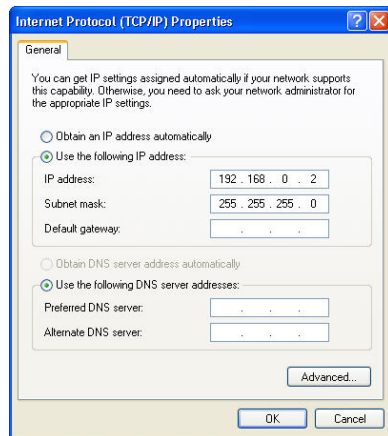 Internet Protocol (TCP/IP) Properties
General
You can get IP settings assigned automatically if your network supports
this capability. Otherwise, you need to ask your network administrator for
the appropriate IP settings.
Obtain an IP address automatically
Use the following IP address:
IP address: 192 . 168 . 0 . 2
Subnet mask: 255 . 255 . 255 . 0
Default gateway: . . .
Obtain DNS server address automatically
Use the following DNS server addresses:
Preferred DNS server: . . .
Alternate DNS server: . . .
Advanced...
OK Cancel